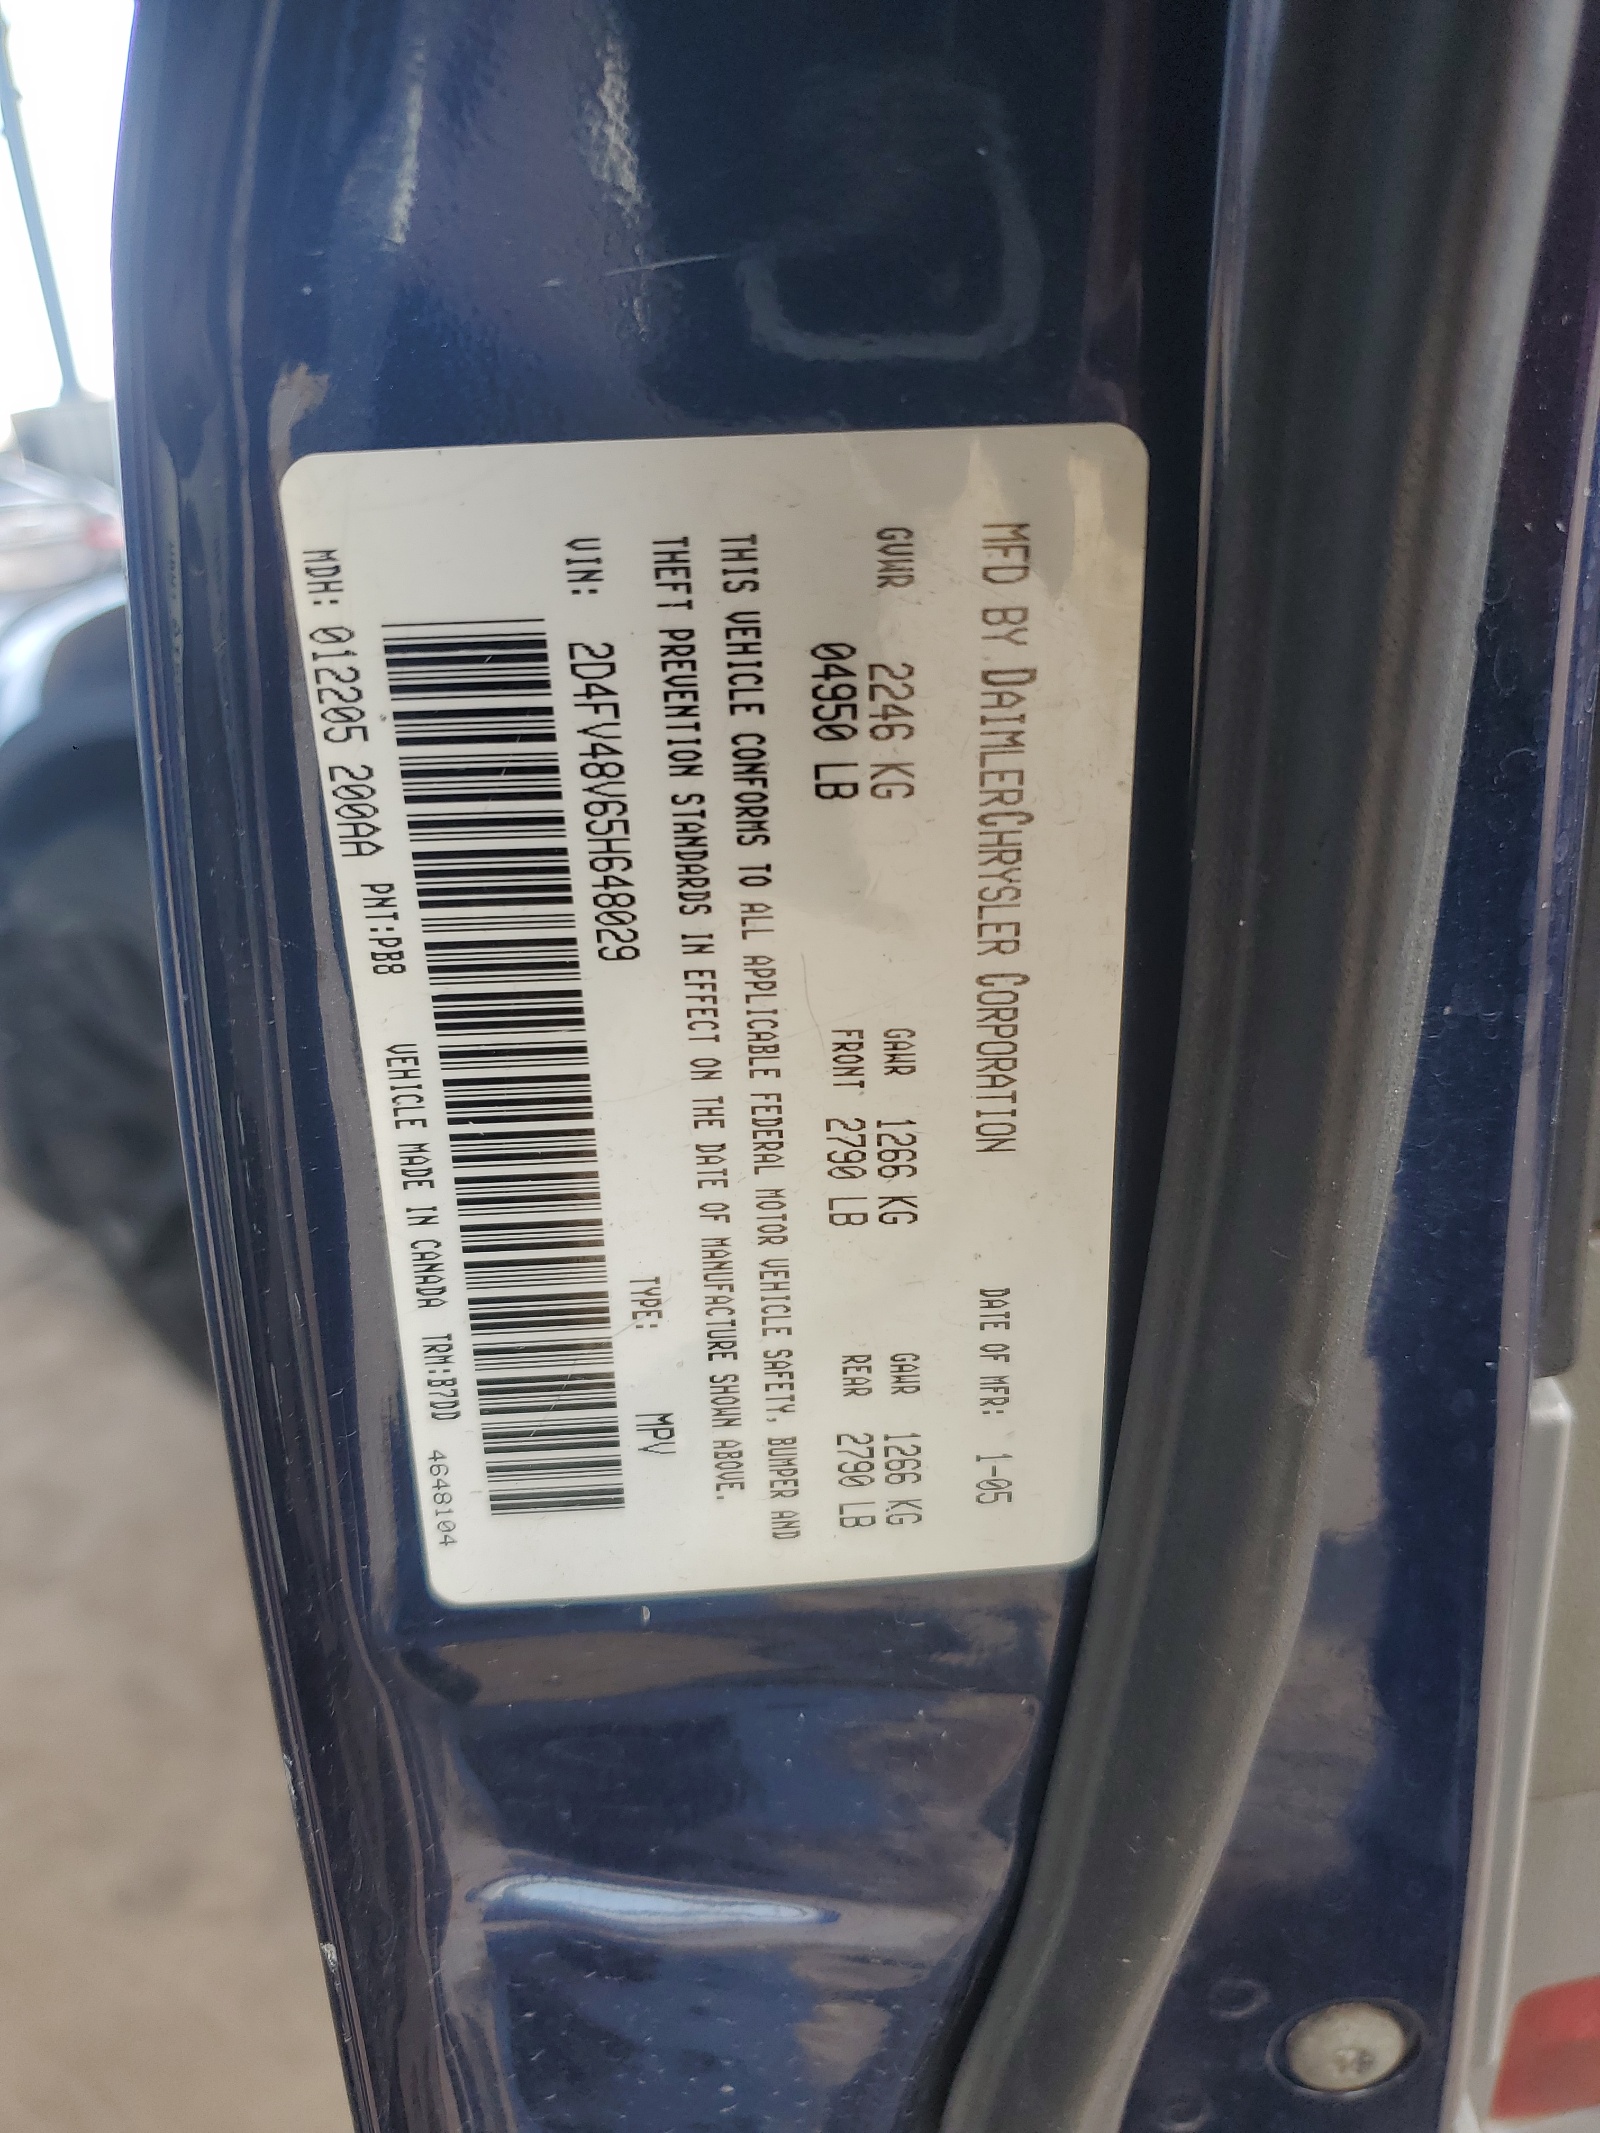 MFD BY DAIMLERCHRYSLER CORPORATION DATE OF MFR: 1-05
GVWR 2246 KG GAWR 1266 KG GAWR 1266 KG
04950 LB FRONT 2790 LB REAR 2790 LB
THIS VEHICLE CONFORMS TO ALL APPLICABLE FEDERAL MOTOR VEHICLE SAFETY, BUMPER AND
THEFT PREVENTION STANDARDS IN EFFECT ON THE DATE OF MANUFACTURE SHOWN ABOVE.
VIN: 2D4FV48V65H648029 TYPE: MPV
MDH: 012205 200AA PNT:PB8 VEHICLE MADE IN CANADA TRM:B7DD 4648104